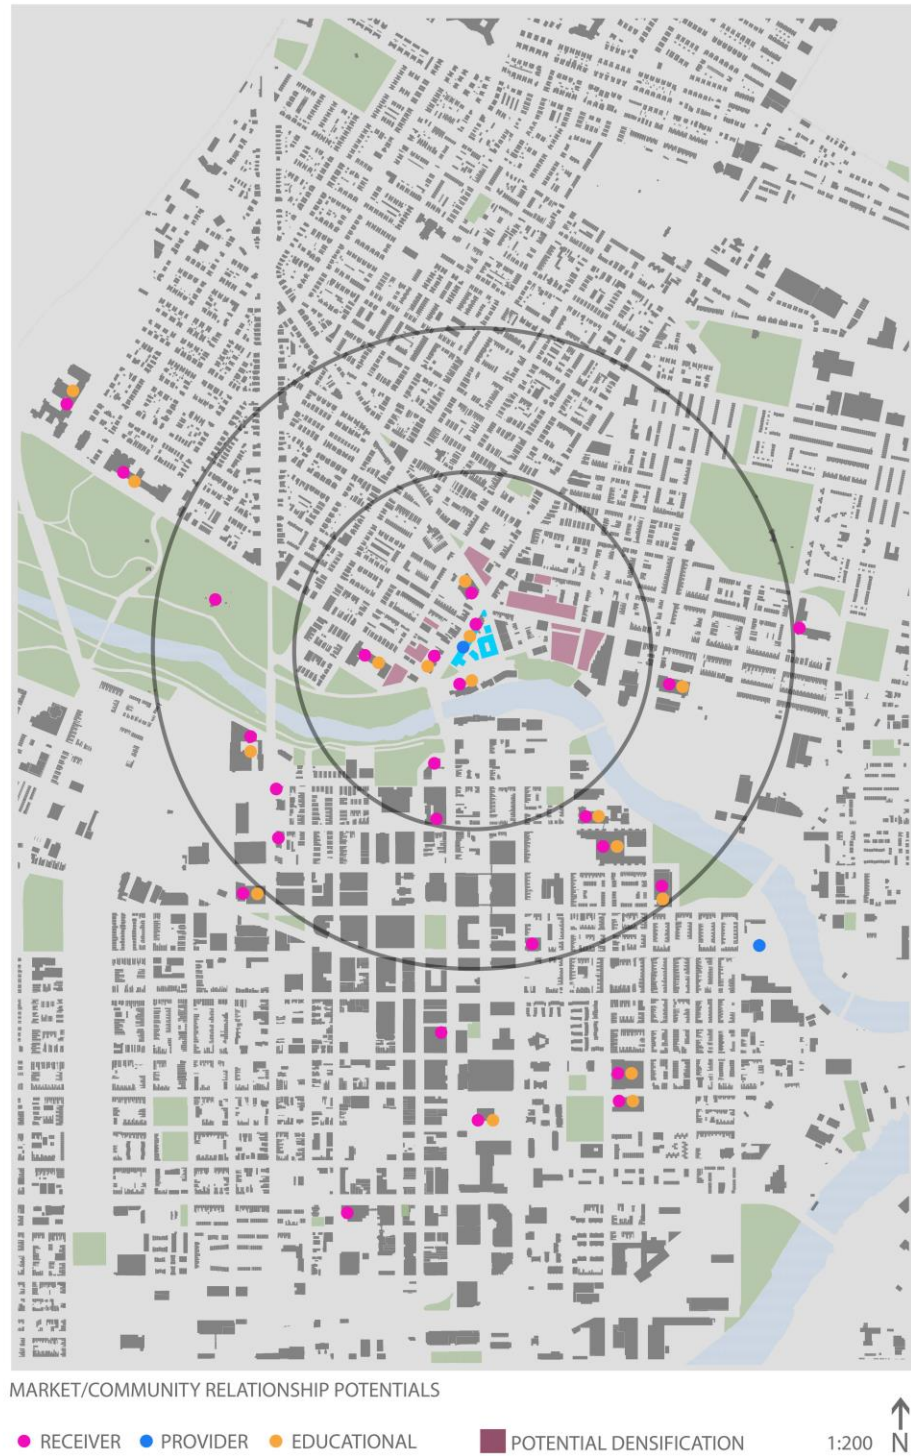 MARKET/COMMUNITY RELATIONSHIP POTENTIALS
RECEIVER PROVIDER EDUCATIONAL POTENTIAL DENSIFICATION 1:200 N